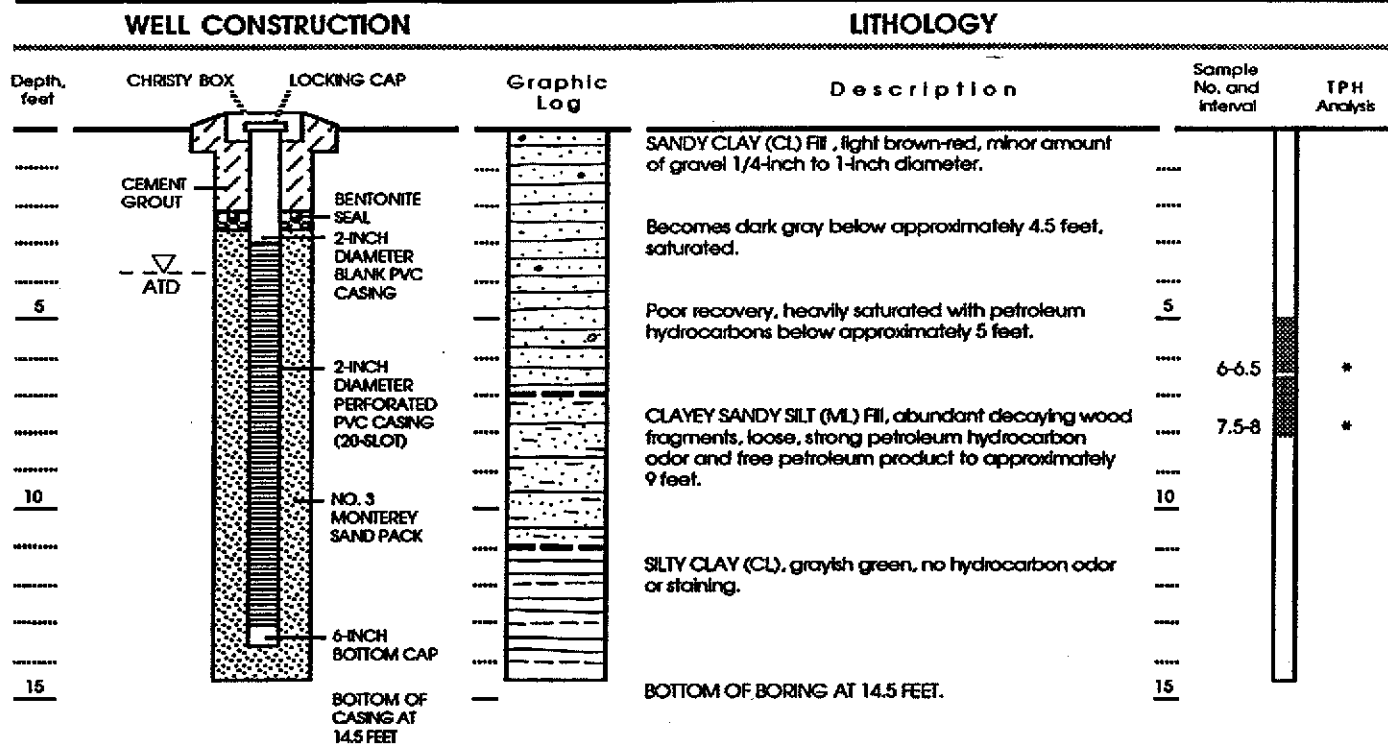 WELL CONSTRUCTION
LITHOLOGY
Depth, feet
CHRISTY BOX
LOCKING CAP
Graphic Log
Description
Sample No. and Interval
TPH Analysis
CEMENT GROUT
BENTONITE SEAL
2-INCH DIAMETER BLANK PVC CASING
ATD
5
2-INCH DIAMETER PERFORATED PVC CASING (20-SLOT)
10
NO. 3 MONTEREY SAND PACK
6-INCH BOTTOM CAP
15
BOTTOM OF CASING AT 14.5 FEET
SANDY CLAY (CL) Fill, light brown-red, minor amount
of gravel 1/4-inch to 1-inch diameter.
Becomes dark gray below approximately 4.5 feet,
saturated.
Poor recovery, heavily saturated with petroleum
hydrocarbons below approximately 5 feet.
CLAYEY SANDY SILT (ML) Fill, abundant decaying wood
fragments, loose, strong petroleum hydrocarbon
odor and free petroleum product to approximately
9 feet.
SILTY CLAY (CL), grayish green, no hydrocarbon odor
or staining.
BOTTOM OF BORING AT 14.5 FEET.
5
6-6.5 *
7.5-8 *
10
15